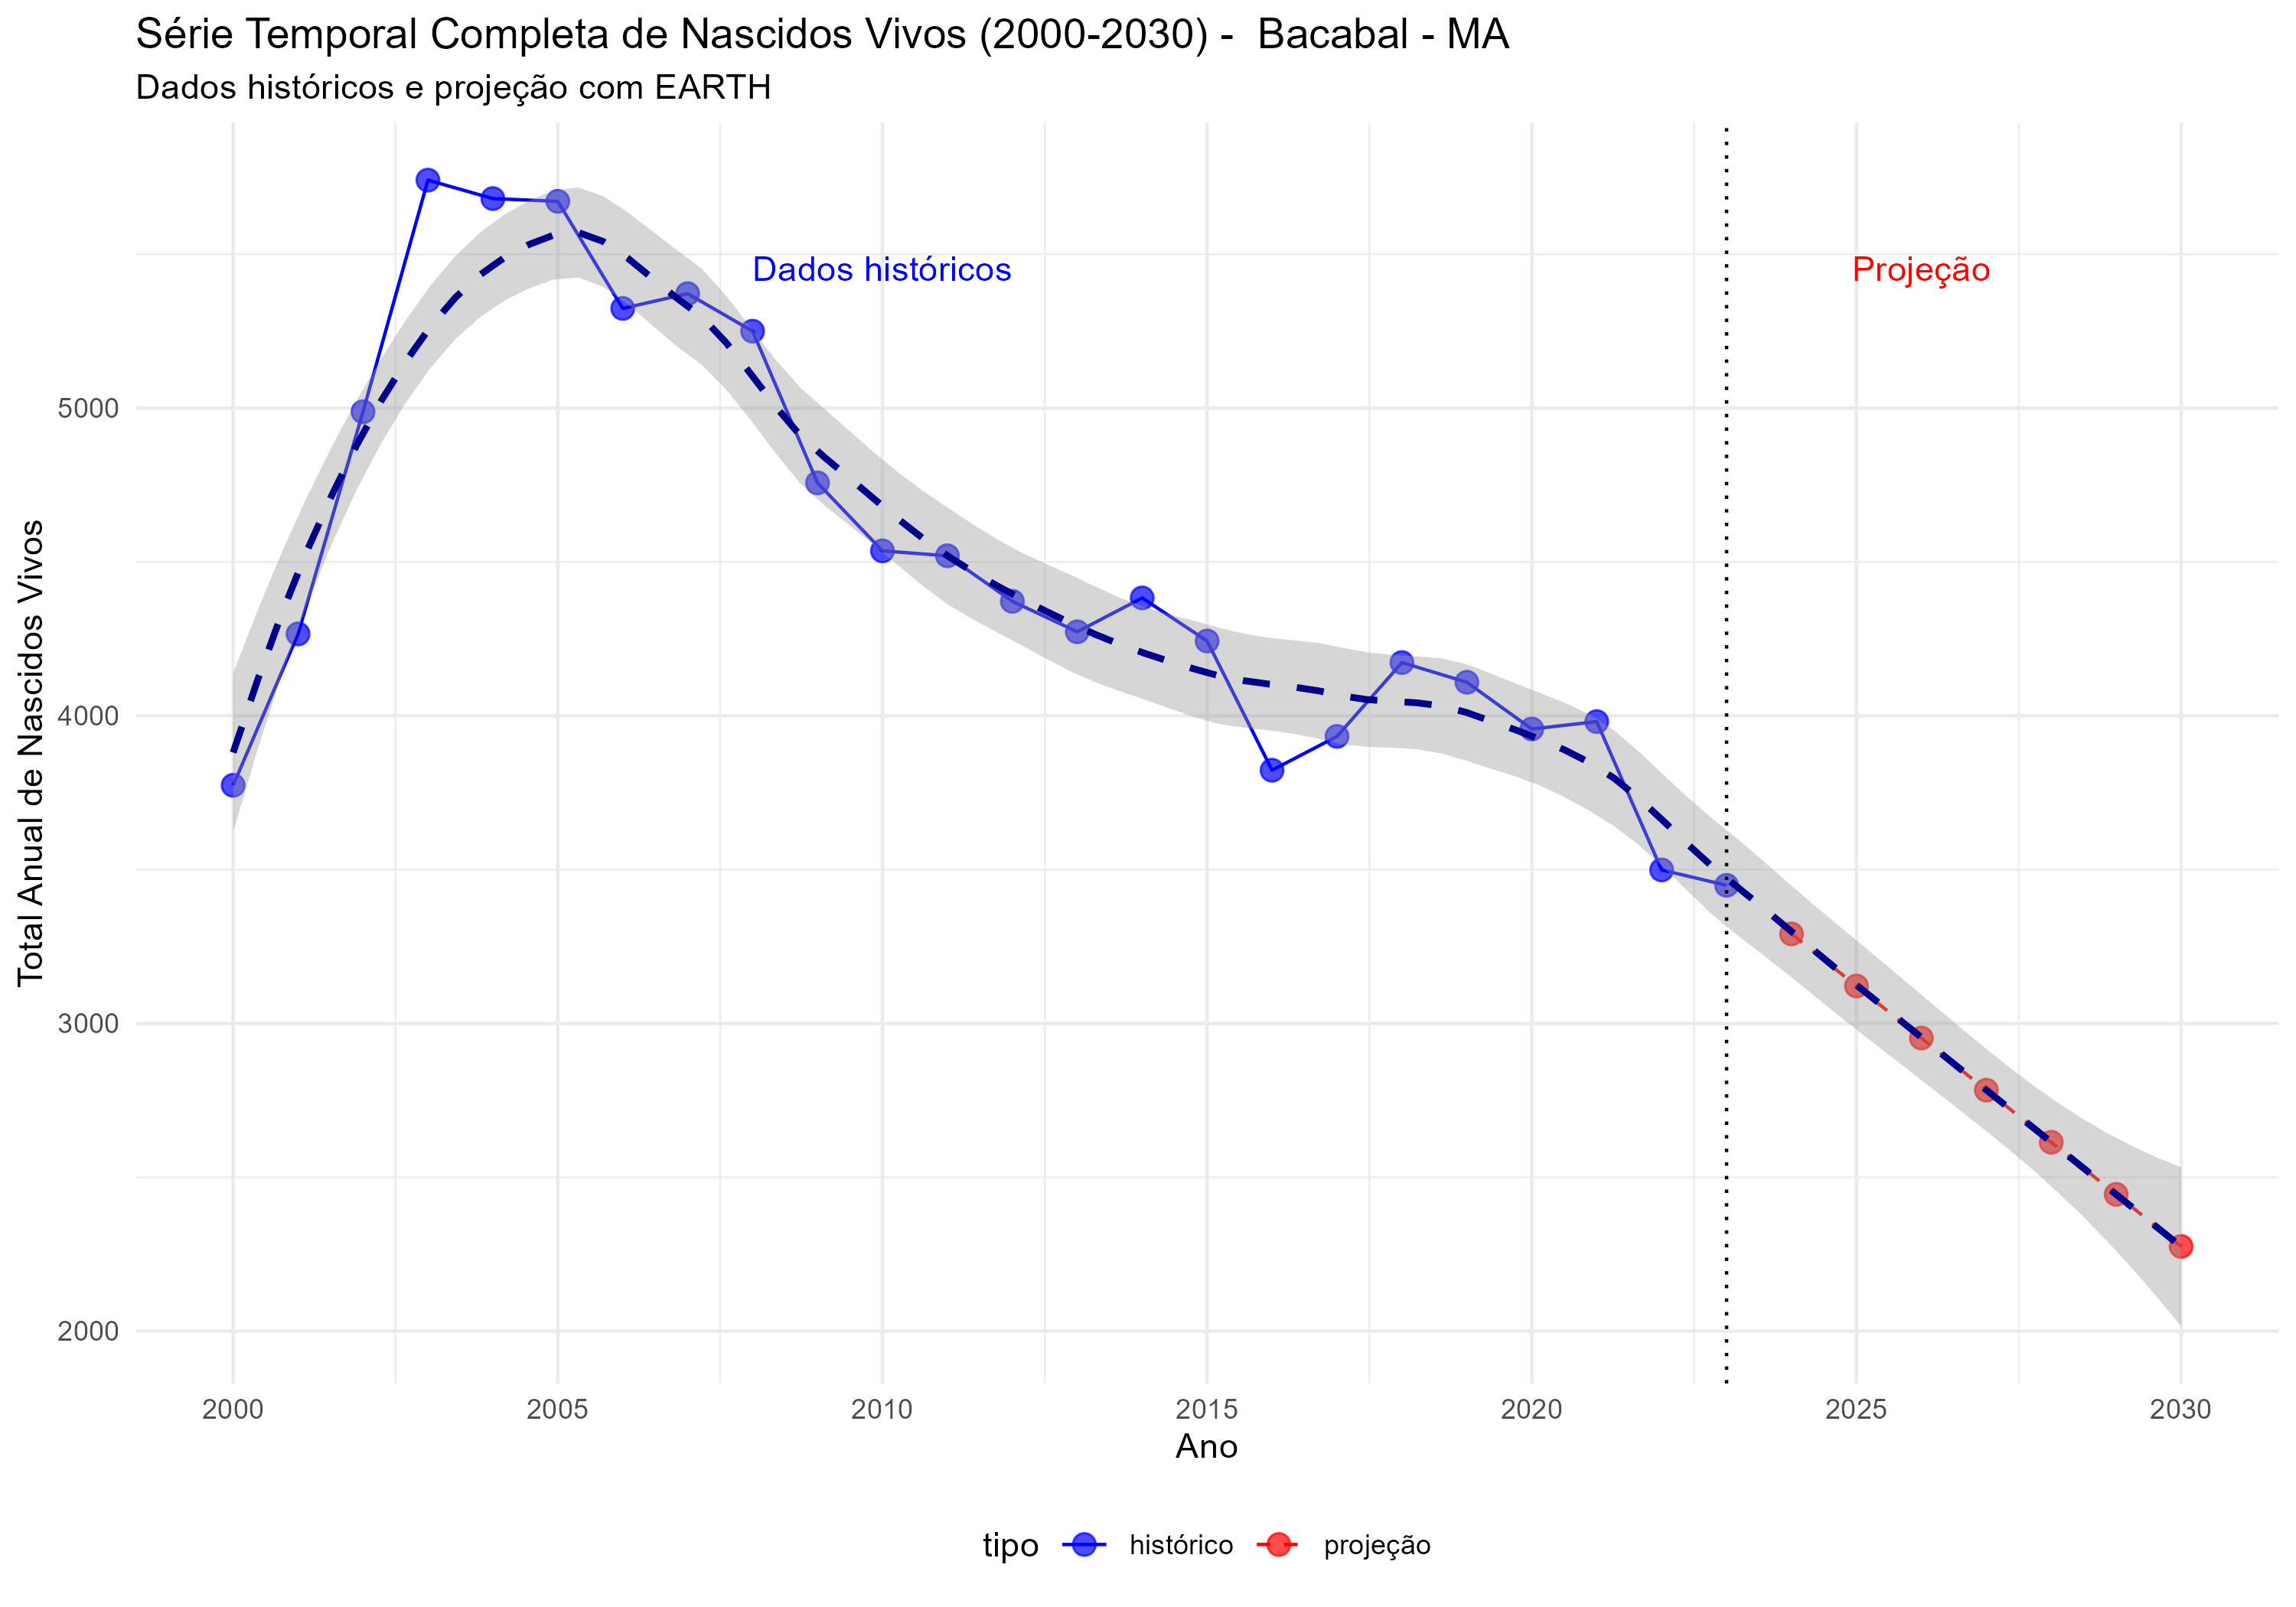 Série Temporal Completa de Nascidos Vivos (2000-2030) -  Bacabal - MA
Dados históricos e projeção com EARTH
Dados históricos
Projeção
Total Anual de Nascidos Vivos
5000
4000
3000
2000
2000 2005 2010 2015 2020 2025 2030
Ano
tipo histórico projeção